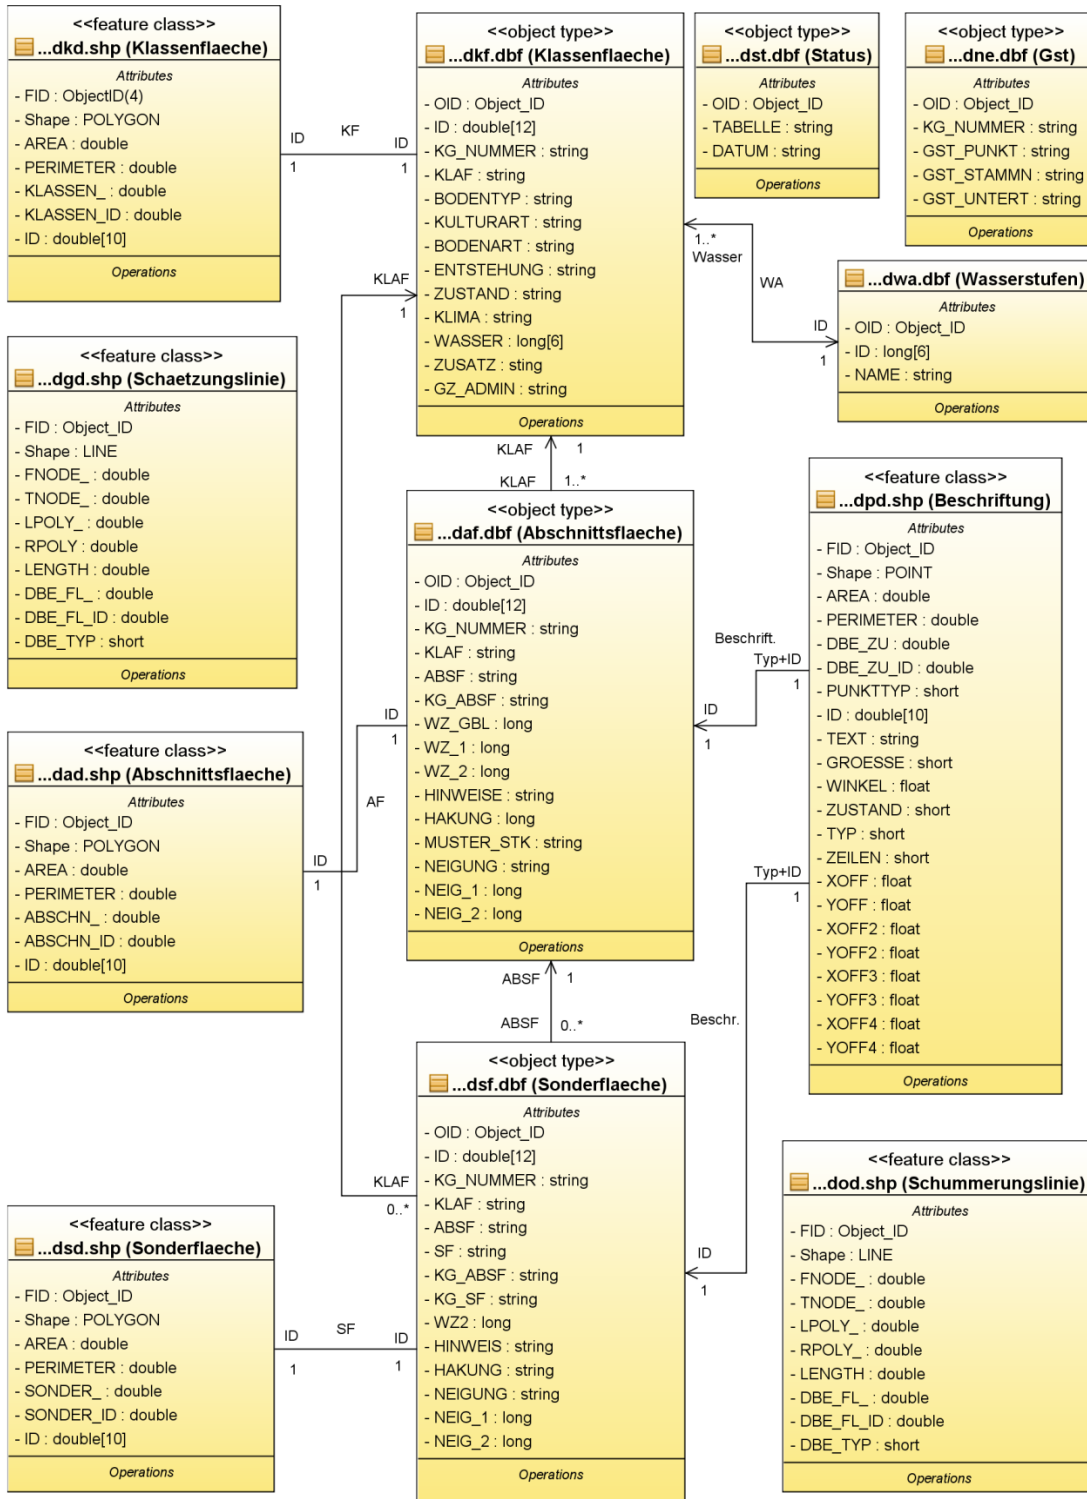 <<feature class>>
...dkd.shp (Klassenflaeche)
Attributes
- FID : ObjectID(4)
- Shape : POLYGON
- AREA : double
- PERIMETER : double
- KLASSEN_ : double
- KLASSEN_ID : double
- ID : double[10]
Operations
ID
1
KF
ID
1
<<object type>>
...dkf.dbf (Klassenflaeche)
Attributes
- OID : Object_ID
- ID : double[12]
- KG_NUMMER : string
- KLAF : string
- BODENTYP : string
- KULTURART : string
- BODENART : string
- ENTSTEHUNG : string
- ZUSTAND : string
- KLIMA : string
- WASSER : long[6]
- ZUSATZ : sting
- GZ_ADMIN : string
Operations
<<object type>>
...dst.dbf (Status)
Attributes
- OID : Object_ID
- TABELLE : string
- DATUM : string
Operations
<<object type>>
...dne.dbf (Gst)
Attributes
- OID : Object_ID
- KG_NUMMER : string
- GST_PUNKT : string
- GST_STAMMN : string
- GST_UNTERT : string
Operations
1..*
Wasser
WA
ID
1
...dwa.dbf (Wasserstufen)
Attributes
- OID : Object_ID
- ID : long[6]
- NAME : string
Operations
KLAF
1
<<feature class>>
...dgd.shp (Schaetzungslinie)
Attributes
- FID : Object_ID
- Shape : LINE
- FNODE_ : double
- TNODE_ : double
- LPOLY_ : double
- RPOLY : double
- LENGTH : double
- DBE_FL_ : double
- DBE_FL_ID : double
- DBE_TYP : short
Operations
KLAF
1
KLAF
1..*
<<object type>>
...daf.dbf (Abschnittsflaeche)
Attributes
- OID : Object_ID
- ID : double[12]
- KG_NUMMER : string
- KLAF : string
- ABSF : string
- KG_ABSF : string
- WZ_GBL : long
- WZ_1 : long
- WZ_2 : long
- HINWEISE : string
- HAKUNG : long
- MUSTER_STK : string
- NEIGUNG : string
- NEIG_1 : long
- NEIG_2 : long
Operations
<<feature class>>
...dpd.shp (Beschriftung)
Attributes
- FID : Object_ID
- Shape : POINT
- AREA : double
- PERIMETER : double
- DBE_ZU : double
- DBE_ZU_ID : double
- PUNKTTYP : short
- ID : double[10]
- TEXT : string
- GROESSE : short
- WINKEL : float
- ZUSTAND : short
- TYP : short
- ZEILEN : short
- XOFF : float
- YOFF : float
- XOFF2 : float
- YOFF2 : float
- XOFF3 : float
- YOFF3 : float
- XOFF4 : float
- YOFF4 : float
Operations
Beschrift.
Typ+ID
1
ID
1
ID
1
AF
ID
1
<<feature class>>
...dad.shp (Abschnittsflaeche)
Attributes
- FID : Object_ID
- Shape : POLYGON
- AREA : double
- PERIMETER : double
- ABSCHN_ : double
- ABSCHN_ID : double
- ID : double[10]
Operations
Typ+ID
1
Beschr.
ID
1
ABSF
1
ABSF
0..*
<<object type>>
...dsf.dbf (Sonderflaeche)
Attributes
- OID : Object_ID
- ID : double[12]
- KG_NUMMER : string
- KLAF : string
- ABSF : string
- SF : string
- KG_ABSF : string
- KG_SF : string
- WZ2 : long
- HINWEIS : string
- HAKUNG : string
- NEIGUNG : string
- NEIG_1 : long
- NEIG_2 : long
Operations
KLAF
0..*
<<feature class>>
...dsd.shp (Sonderflaeche)
Attributes
- FID : Object_ID
- Shape : POLYGON
- AREA : double
- PERIMETER : double
- SONDER_ : double
- SONDER_ID : double
- ID : double[10]
Operations
ID
1
SF
ID
1
<<feature class>>
...dod.shp (Schummerungslinie)
Attributes
- FID : Object_ID
- Shape : LINE
- FNODE_ : double
- TNODE_ : double
- LPOLY_ : double
- RPOLY_ : double
- LENGTH : double
- DBE_FL_ : double
- DBE_FL_ID : double
- DBE_TYP : short
Operations